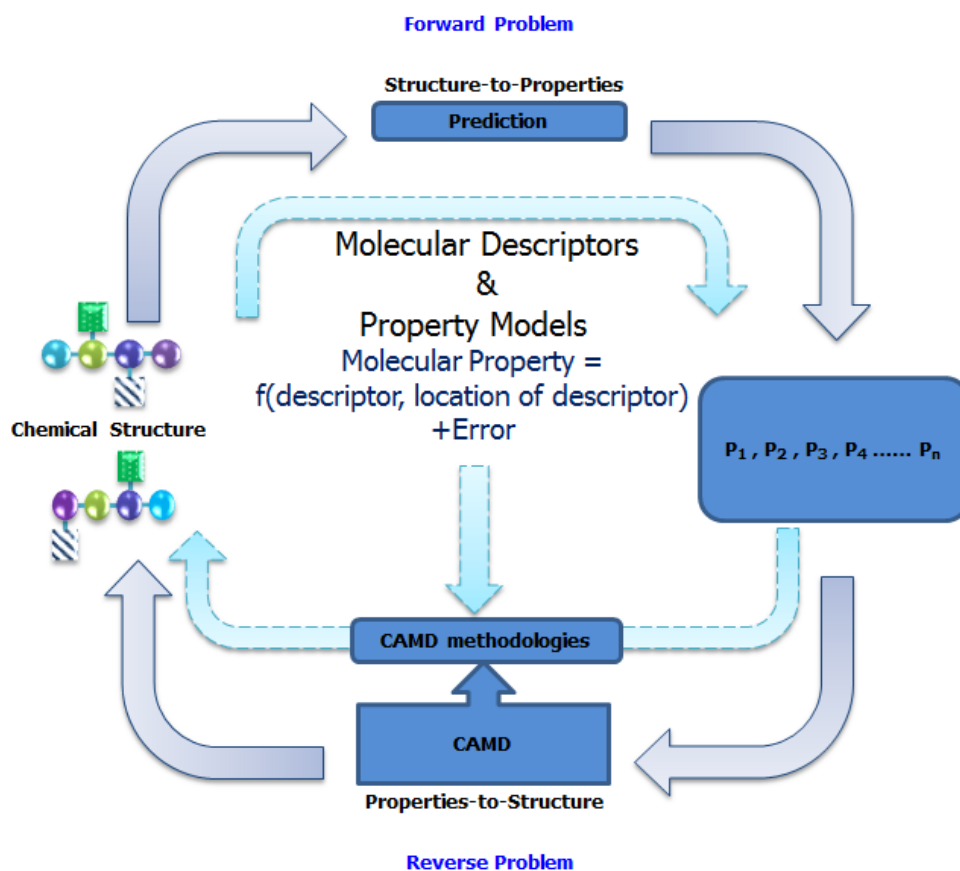 Forward Problem
Structure-to-Properties
Prediction
Molecular Descriptors
&
Property Models
Molecular Property =
f(descriptor, location of descriptor)
+Error
Chemical Structure
P1 , P2 , P3 , P4 ...... Pn
CAMD methodologies
CAMD
Properties-to-Structure
Reverse Problem